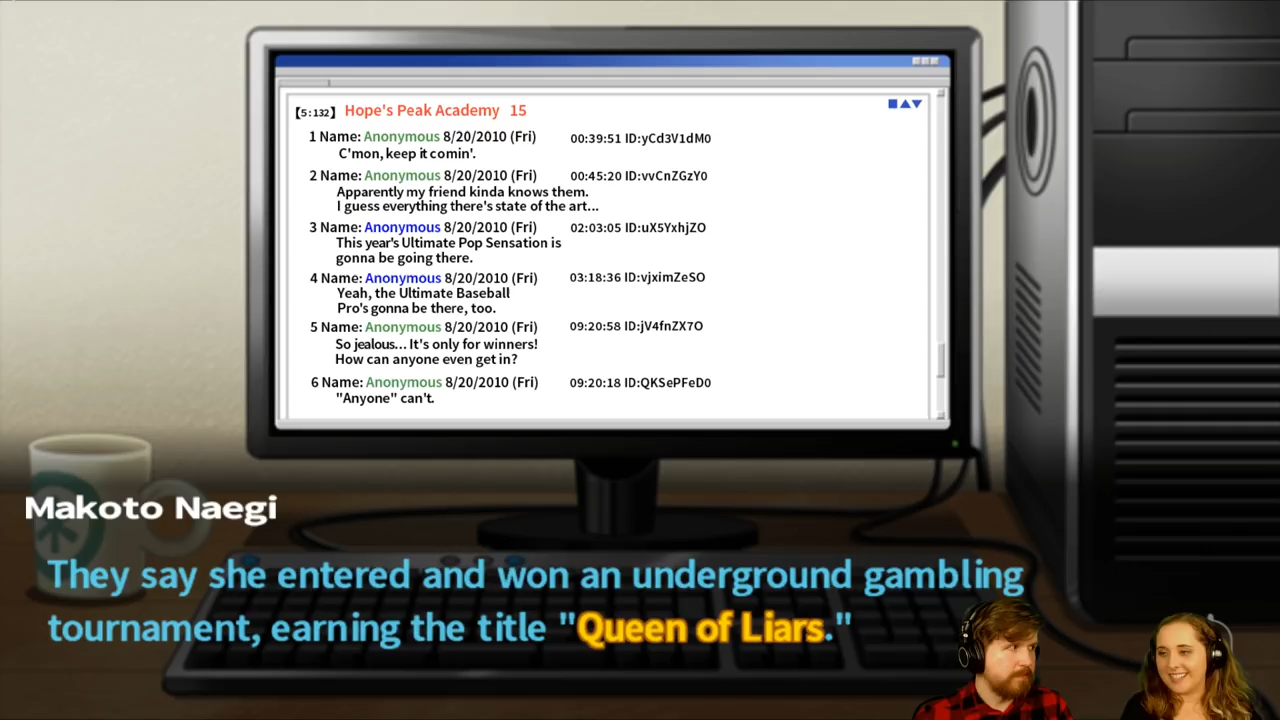 【5:132】 Hope's Peak Academy 15
1 Name: Anonymous 8/20/2010 (Fri) 00:39:51 ID:yCd3V1dM0
C'mon, keep it comin'.
2 Name: Anonymous 8/20/2010 (Fri) 00:45:20 ID:vvCnZGzY0
Apparently my friend kinda knows them.
I guess everything there's state of the art...
3 Name: Anonymous 8/20/2010 (Fri) 02:03:05 ID:uX5YxhjZO
This year's Ultimate Pop Sensation is
gonna be going there.
4 Name: Anonymous 8/20/2010 (Fri) 03:18:36 ID:vjximZeSO
Yeah, the Ultimate Baseball
Pro's gonna be there, too.
5 Name: Anonymous 8/20/2010 (Fri) 09:20:58 ID:jV4fnZX7O
So jealous... It's only for winners!
How can anyone even get in?
6 Name: Anonymous 8/20/2010 (Fri) 09:20:18 ID:QKSePFeD0
"Anyone" can't.
Makoto Naegi
They say she entered and won an underground gambling
tournament, earning the title "Queen of Liars."